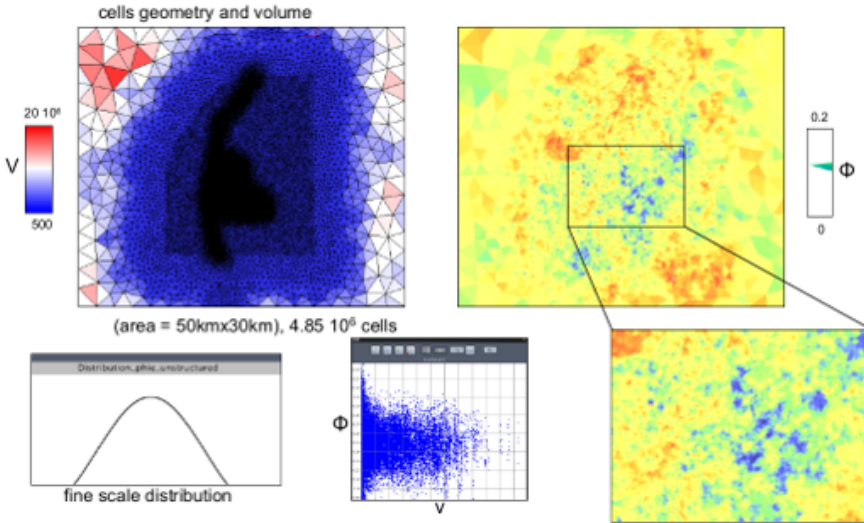 cells geometry and volume
20 10⁶
V
500
0.2
Φ
0
(area = 50kmx30km), 4.85 10⁶ cells
Distribution_phie_unstructured
Φ
V
fine scale distribution